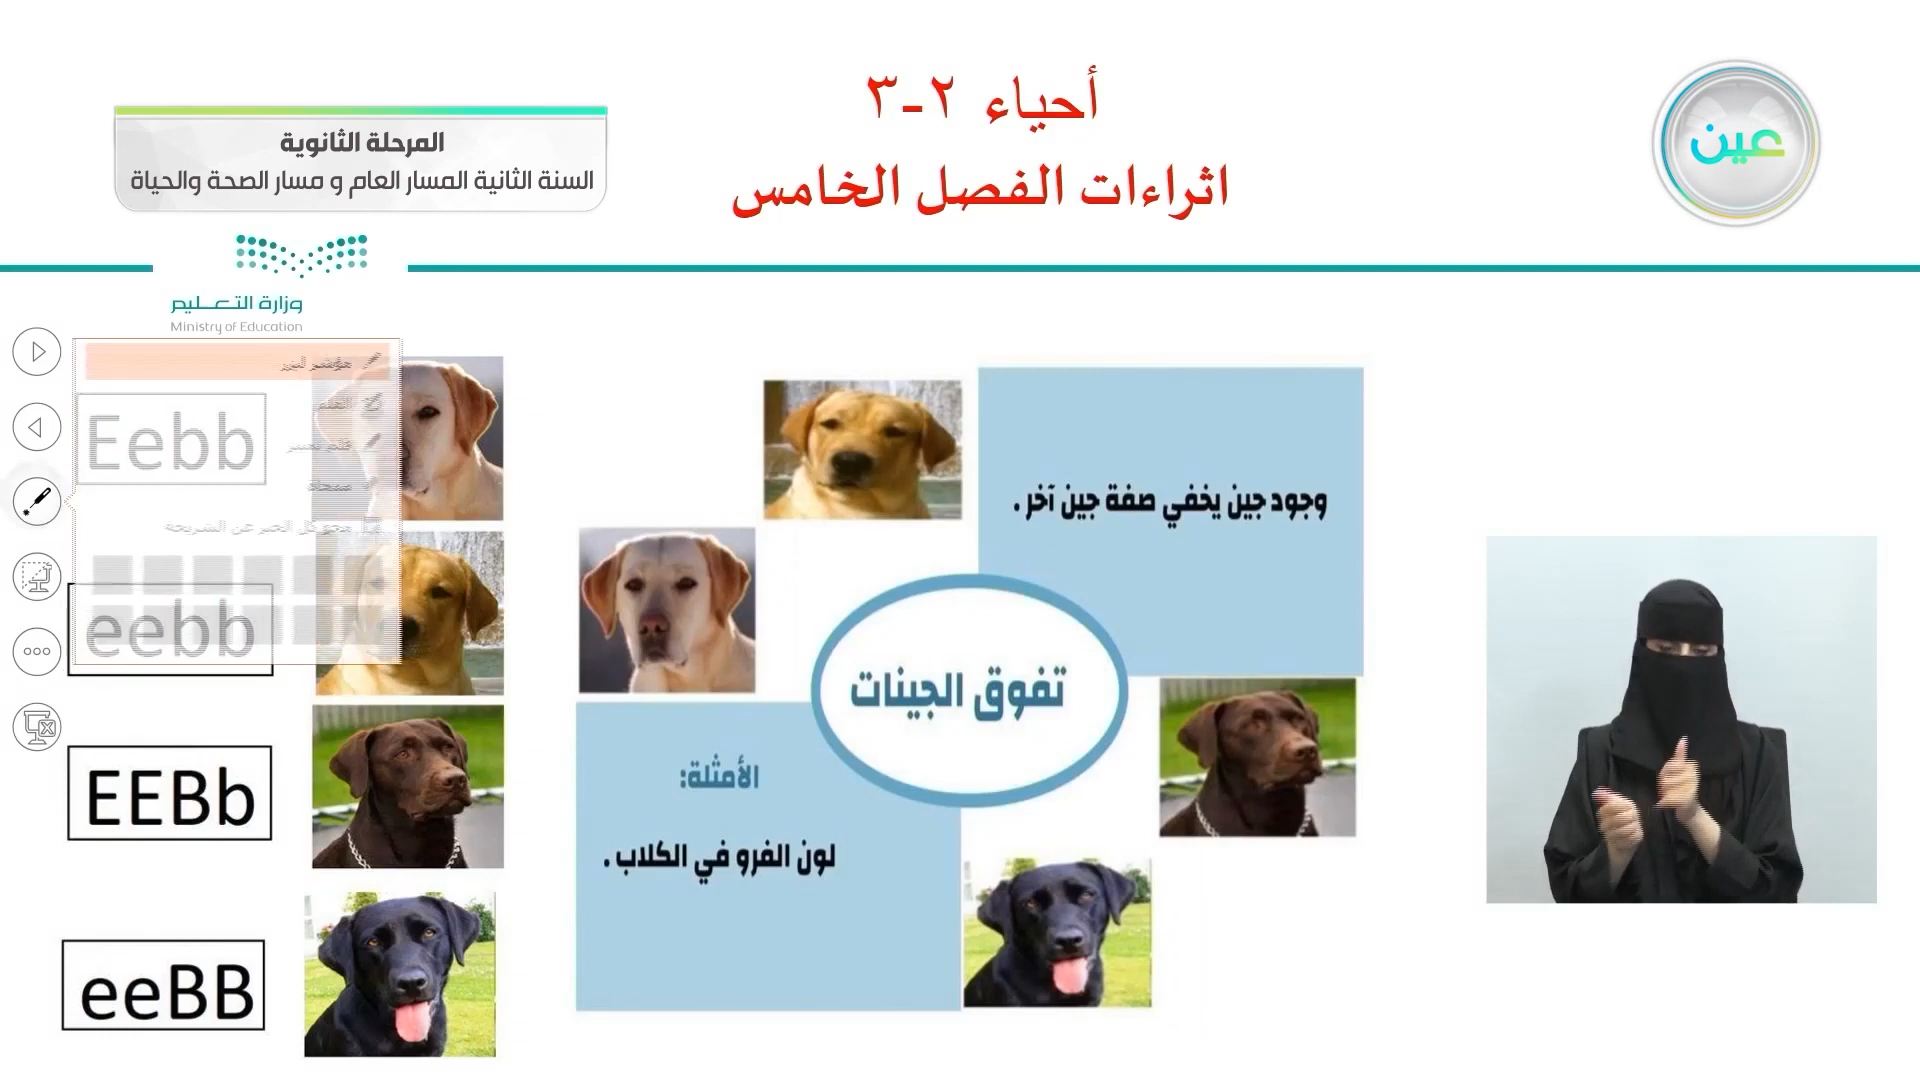 أحياء ٢-٣
اثراءات الفصل الخامس
عين
المرحلة الثانوية
السنة الثانية المسار العام و مسار الصحة والحياة
وزارة التعليم
Ministry of Education
وجود جين يخفي صفة جين آخر .
تفوق الجينات
الأمثلة:
لون الفرو في الكلاب .
Eebb
eebb
EEBb
eeBB